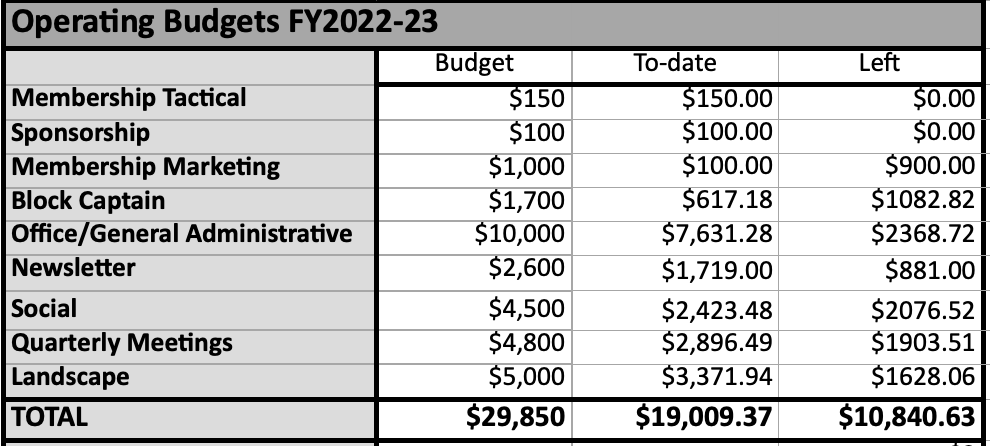 Operating Budgets FY2022-23
Budget To-date Left
Membership Tactical $150 $150.00 $0.00
Sponsorship $100 $100.00 $0.00
Membership Marketing $1,000 $100.00 $900.00
Block Captain $1,700 $617.18 $1082.82
Office/General Administrative $10,000 $7,631.28 $2368.72
Newsletter $2,600 $1,719.00 $881.00
Social $4,500 $2,423.48 $2076.52
Quarterly Meetings $4,800 $2,896.49 $1903.51
Landscape $5,000 $3,371.94 $1628.06
TOTAL $29,850 $19,009.37 $10,840.63